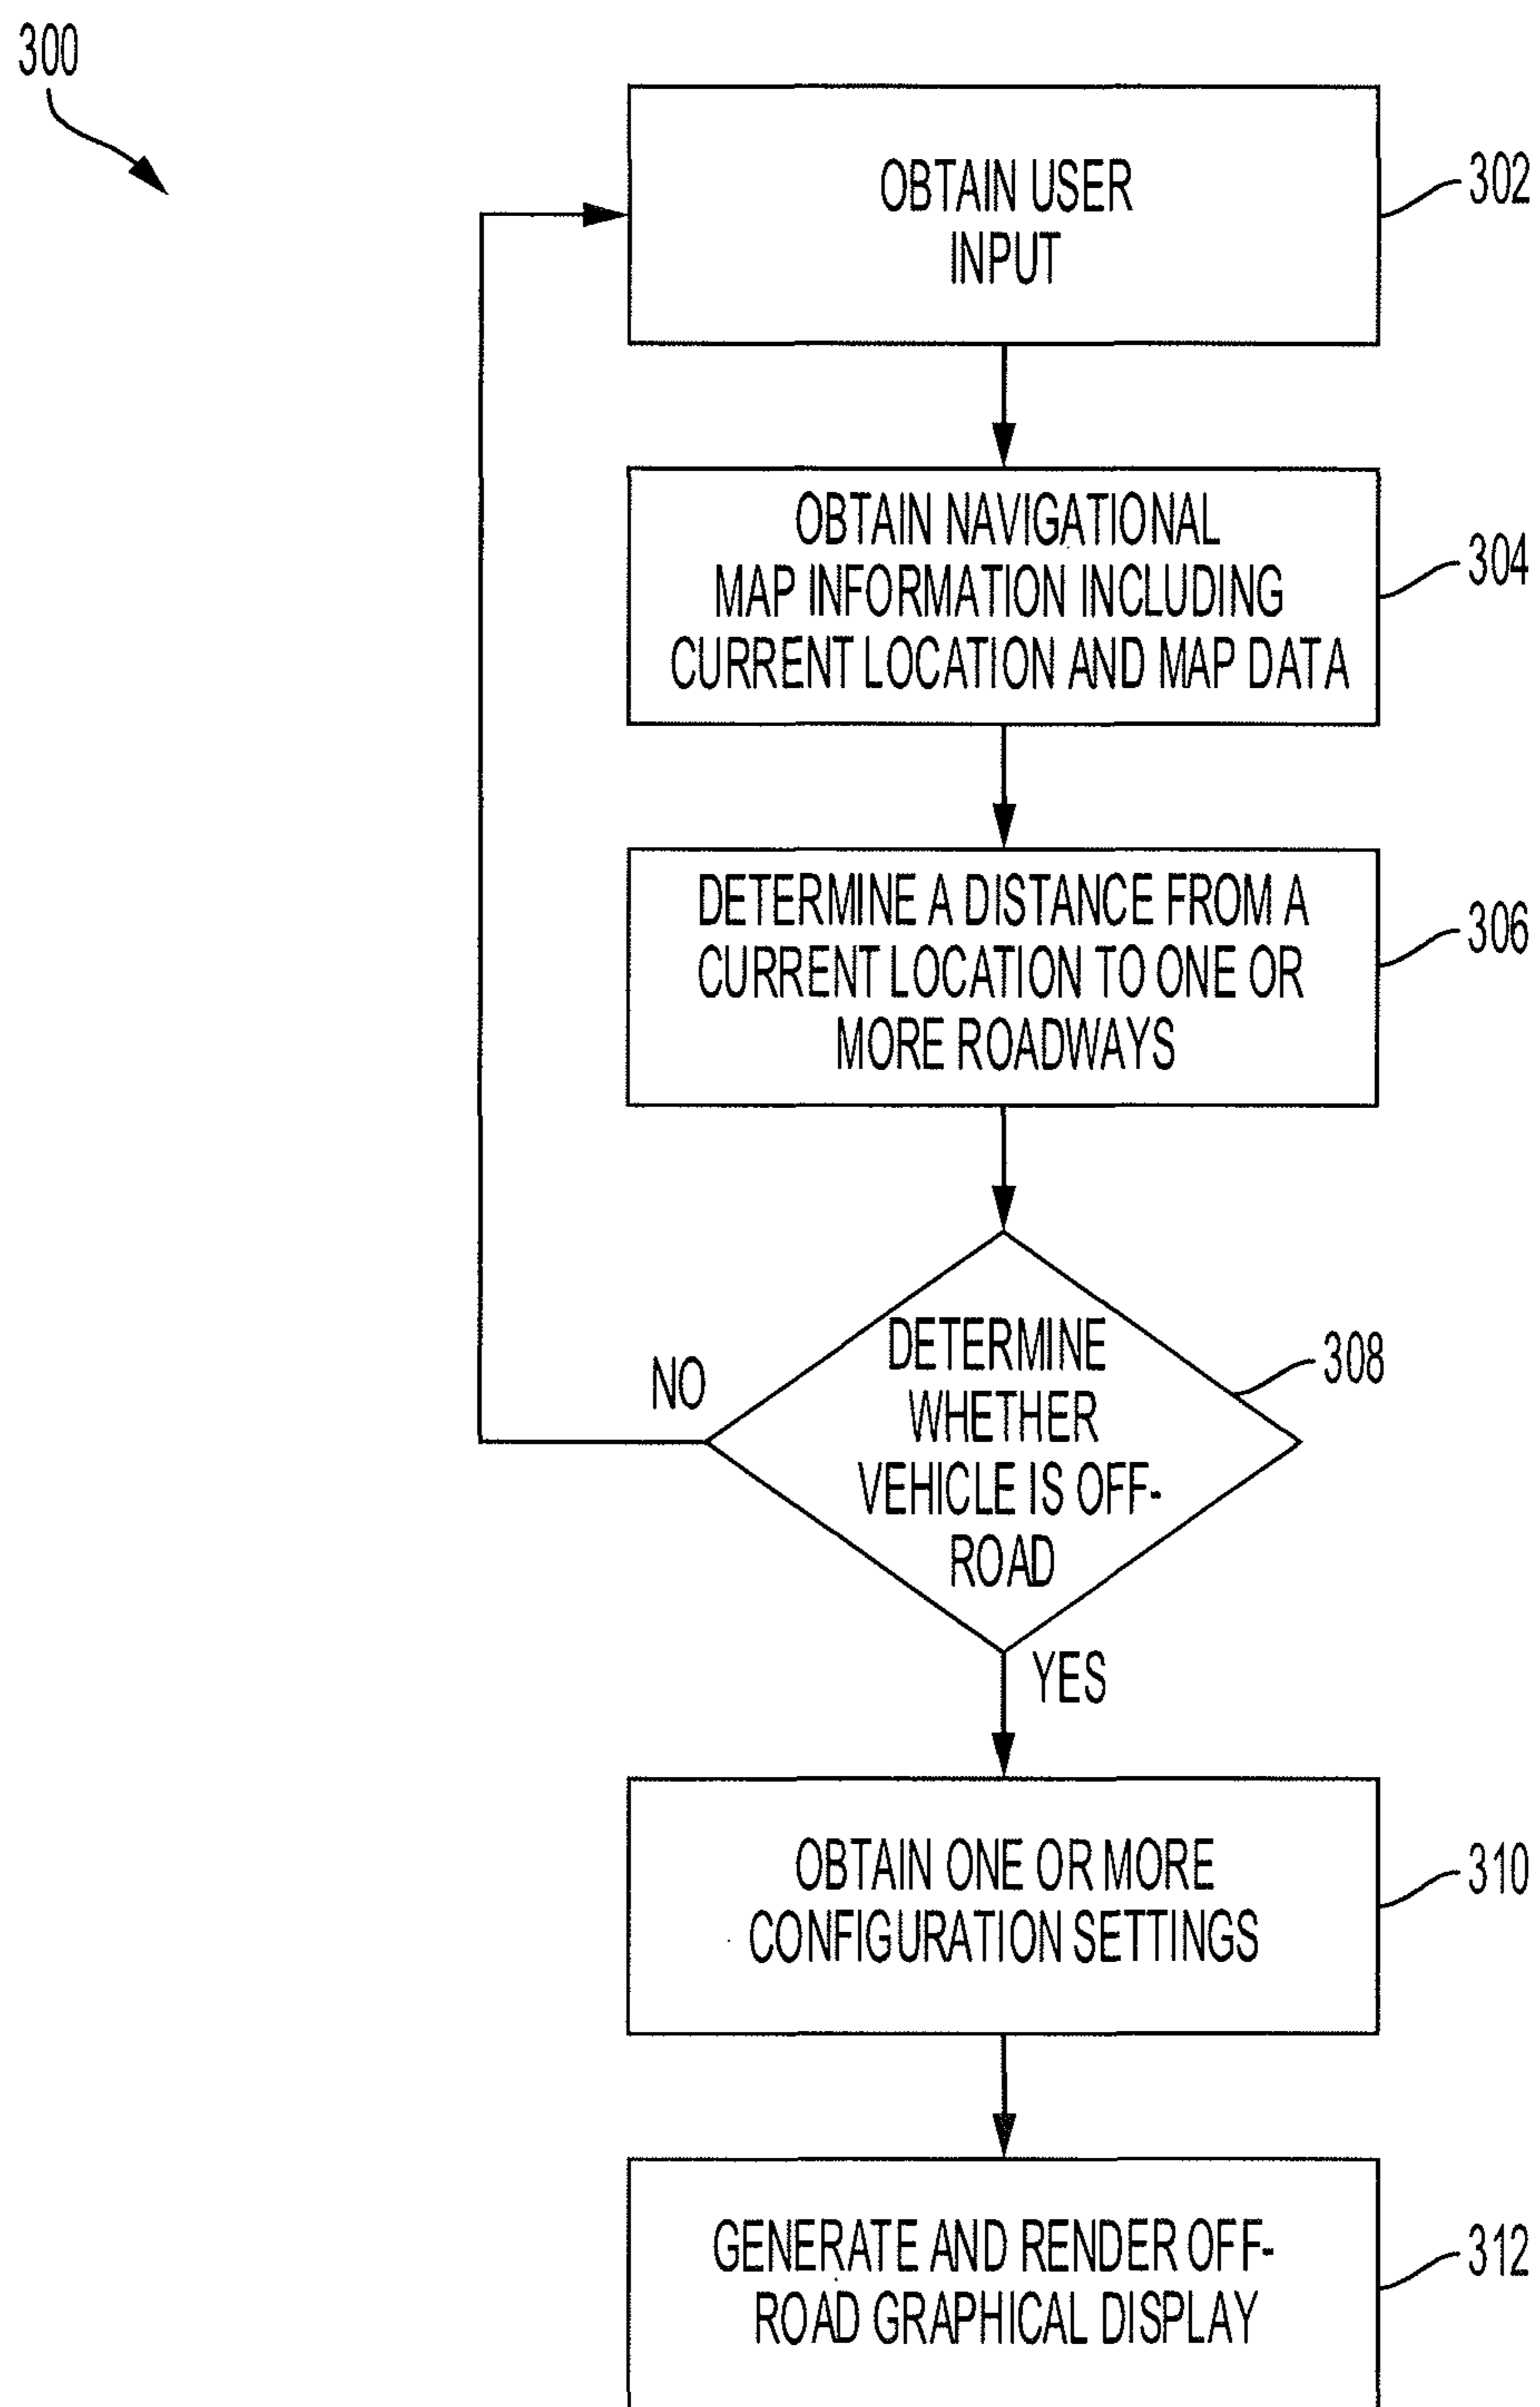 300
OBTAIN USER
INPUT
302
OBTAIN NAVIGATIONAL
MAP INFORMATION INCLUDING
CURRENT LOCATION AND MAP DATA
304
DETERMINE A DISTANCE FROM A
CURRENT LOCATION TO ONE OR
MORE ROADWAYS
306
DETERMINE
WHETHER
VEHICLE IS OFF-
ROAD
308
NO
YES
OBTAIN ONE OR MORE
CONFIGURATION SETTINGS
310
GENERATE AND RENDER OFF-
ROAD GRAPHICAL DISPLAY
312